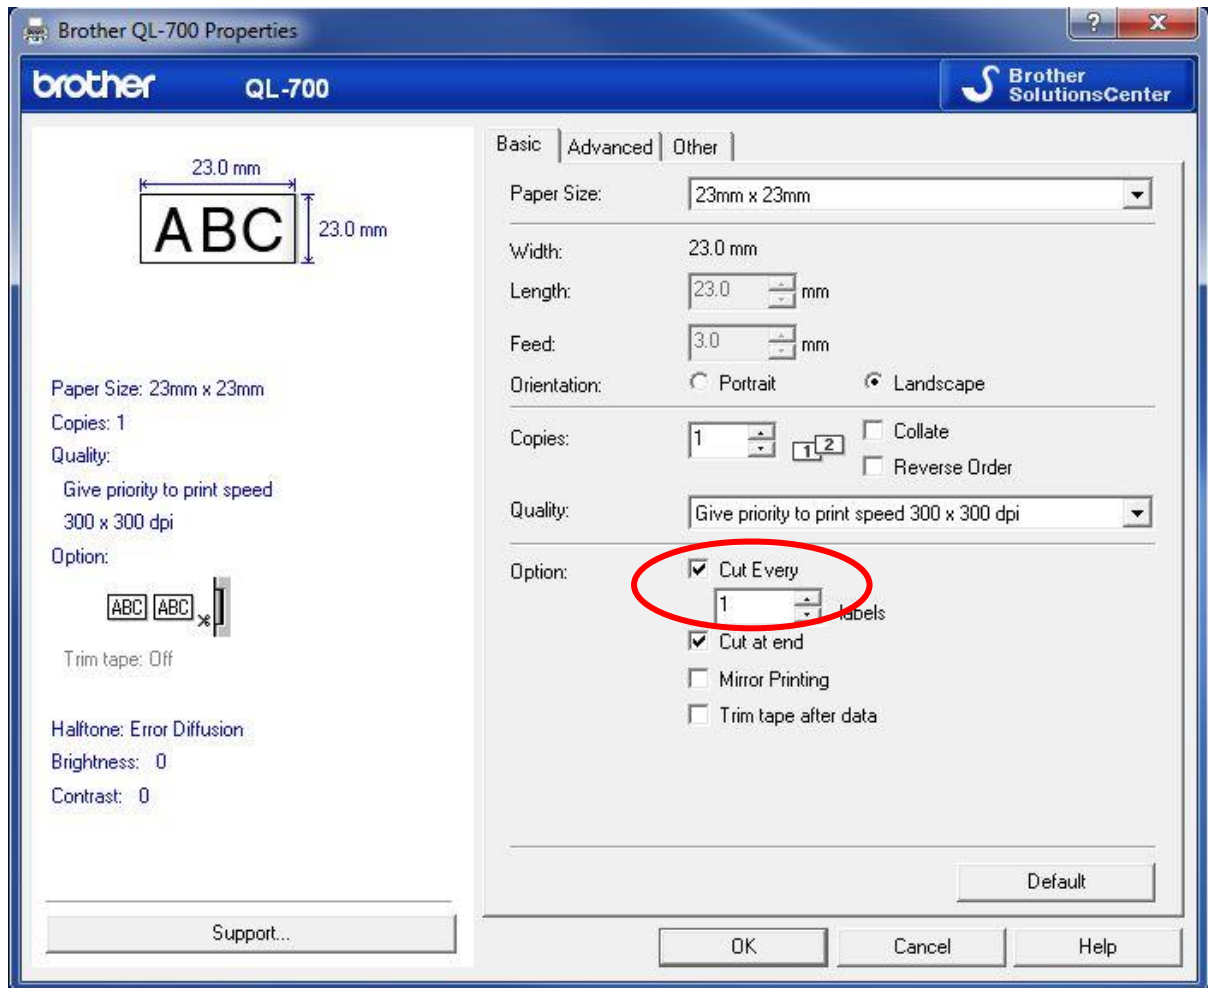 Brother QL-700 Properties
brother QL-700
Brother
SolutionsCenter
23.0 mm
ABC
23.0 mm
Paper Size: 23mm x 23mm
Copies: 1
Quality:
Give priority to print speed
300 x 300 dpi
Option:
ABC ABC
Trim tape: Off
Halftone: Error Diffusion
Brightness: 0
Contrast: 0
Support...
Basic Advanced Other
Paper Size: 23mm x 23mm
Width: 23.0 mm
Length: 23.0 mm
Feed: 3.0 mm
Orientation: Portrait Landscape
Copies: 1 1 2 Collate
Reverse Order
Quality: Give priority to print speed 300 x 300 dpi
Option: Cut Every
1 labels
Cut at end
Mirror Printing
Trim tape after data
Default
OK Cancel Help